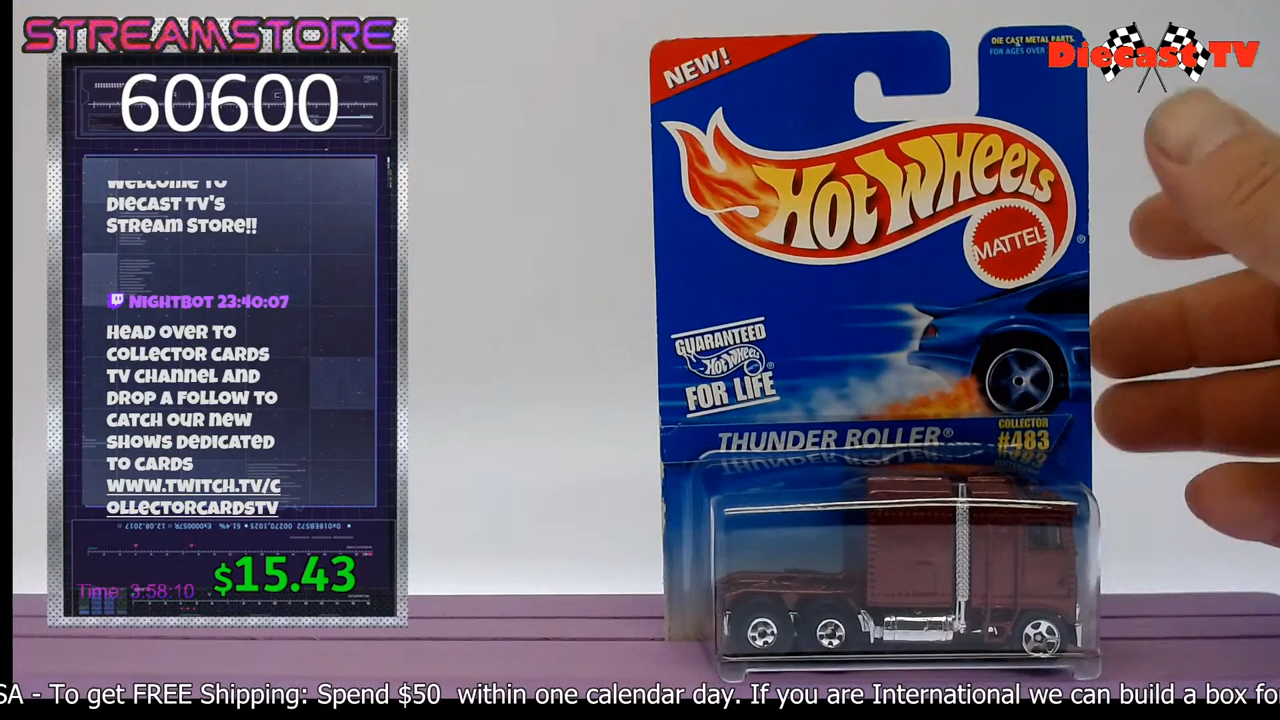 STREAMSTORE
60600
WELCOME TO
DIECAST TV'S
STREAM STORE!!
NIGHTBOT 23:40:07
HEAD OVER TO
COLLECTOR CARDS
TV CHANNEL AND
DROP A FOLLOW TO
CATCH OUR NEW
SHOWS DEDICATED
TO CARDS
WWW.TWITCH.TV/C
OLLECTORCARDSTV
Time: 3:58:10
$15.43
NEW!
DIE CAST METAL PARTS.
FOR AGES OVER
Diecast TV
HOT WHEELS
MATTEL
®
GUARANTEED
HOT WHEELS
FOR LIFE
THUNDER ROLLER®
COLLECTOR
#483
SA - To get FREE Shipping: Spend $50 within one calendar day. If you are International we can build a box fo